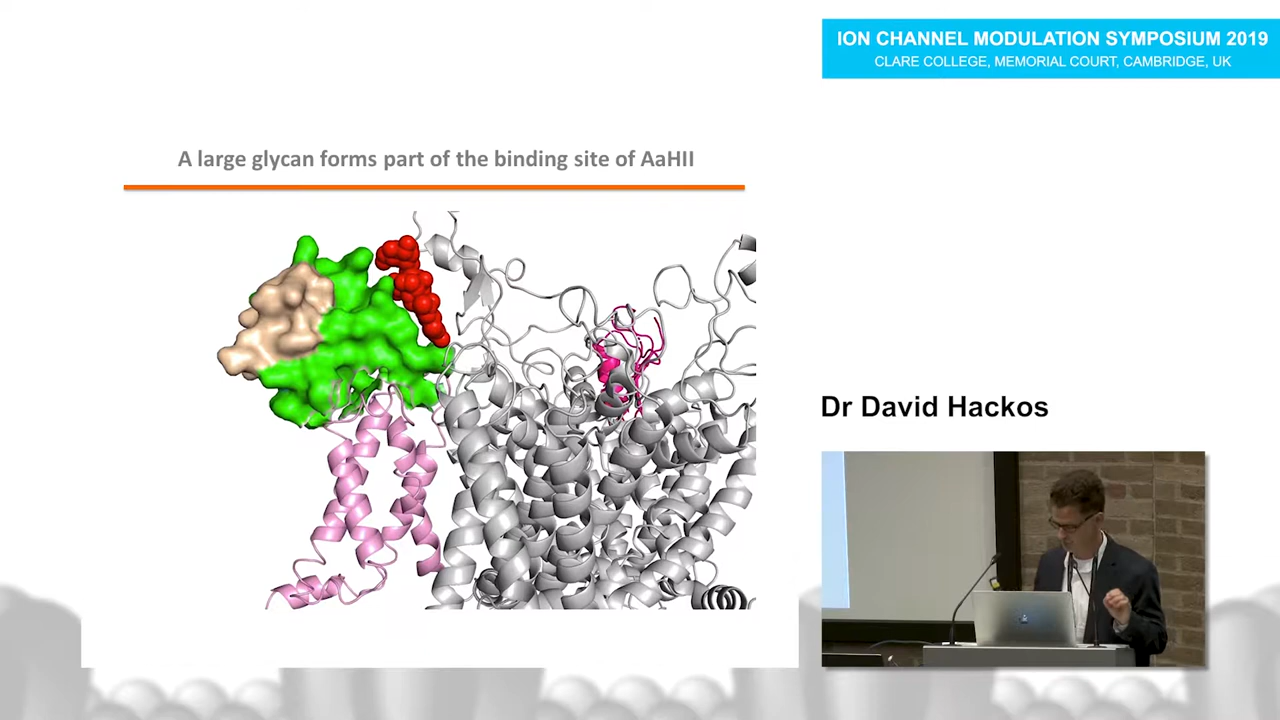 ION CHANNEL MODULATION SYMPOSIUM 2019
CLARE COLLEGE, MEMORIAL COURT, CAMBRIDGE, UK
A large glycan forms part of the binding site of AaHII
Dr David Hackos